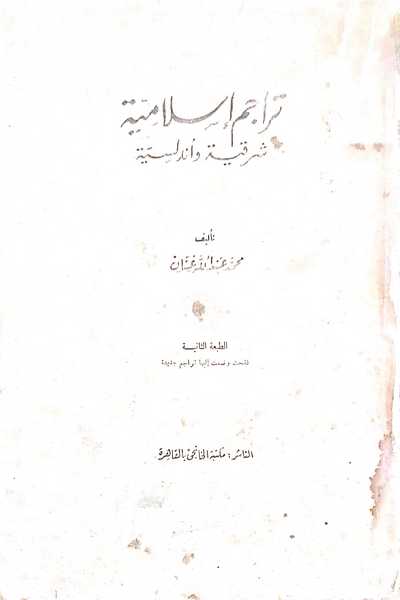 تراجم إسلامية
شرقية وأندلسية
تأليف
محمد عبد الله عنان
الطبعة الثانية
نقحت وضمت إليها تراجم جديدة
الناشر: مكتبة الخانجى بالقاهرة